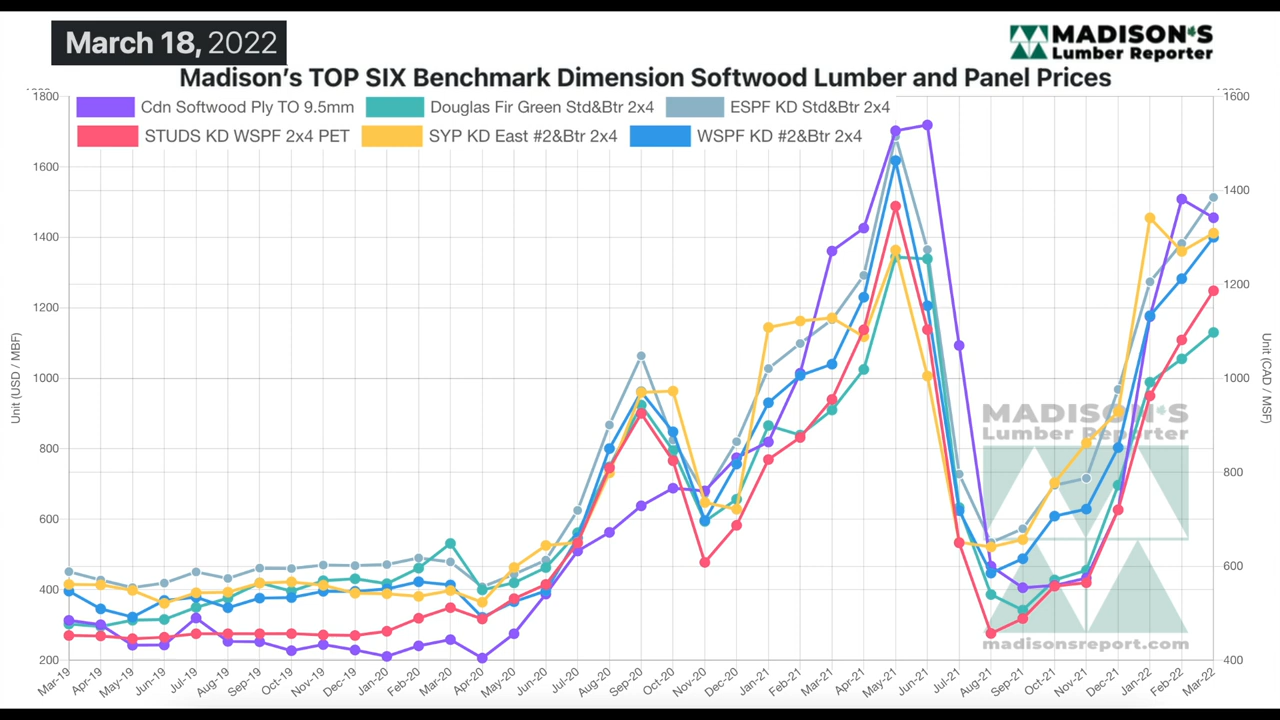 March 18, 2022
MADISON'S
Lumber Reporter
Madison's TOP SIX Benchmark Dimension Softwood Lumber and Panel Prices
Cdn Softwood Ply TO 9.5mm Douglas Fir Green Std&Btr 2x4 ESPF KD Std&Btr 2x4
STUDS KD WSPF 2x4 PET SYP KD East #2&Btr 2x4 WSPF KD #2&Btr 2x4
1800
1600
1400
1200
1000
800
600
400
200
Unit (USD / MBF)
1600
1400
1200
1000
800
600
400
Unit (CAD / MSF)
MADISON'S
Lumber Reporter
madisonsreport.com
Mar-19 Apr-19 May-19 Jun-19 Jul-19 Aug-19 Sep-19 Oct-19 Nov-19 Dec-19 Jan-20 Feb-20 Mar-20 Apr-20 May-20 Jun-20 Jul-20 Aug-20 Sep-20 Oct-20 Nov-20 Dec-20 Jan-21 Feb-21 Mar-21 Apr-21 May-21 Jun-21 Jul-21 Aug-21 Sep-21 Oct-21 Nov-21 Dec-21 Jan-22 Feb-22 Mar-22